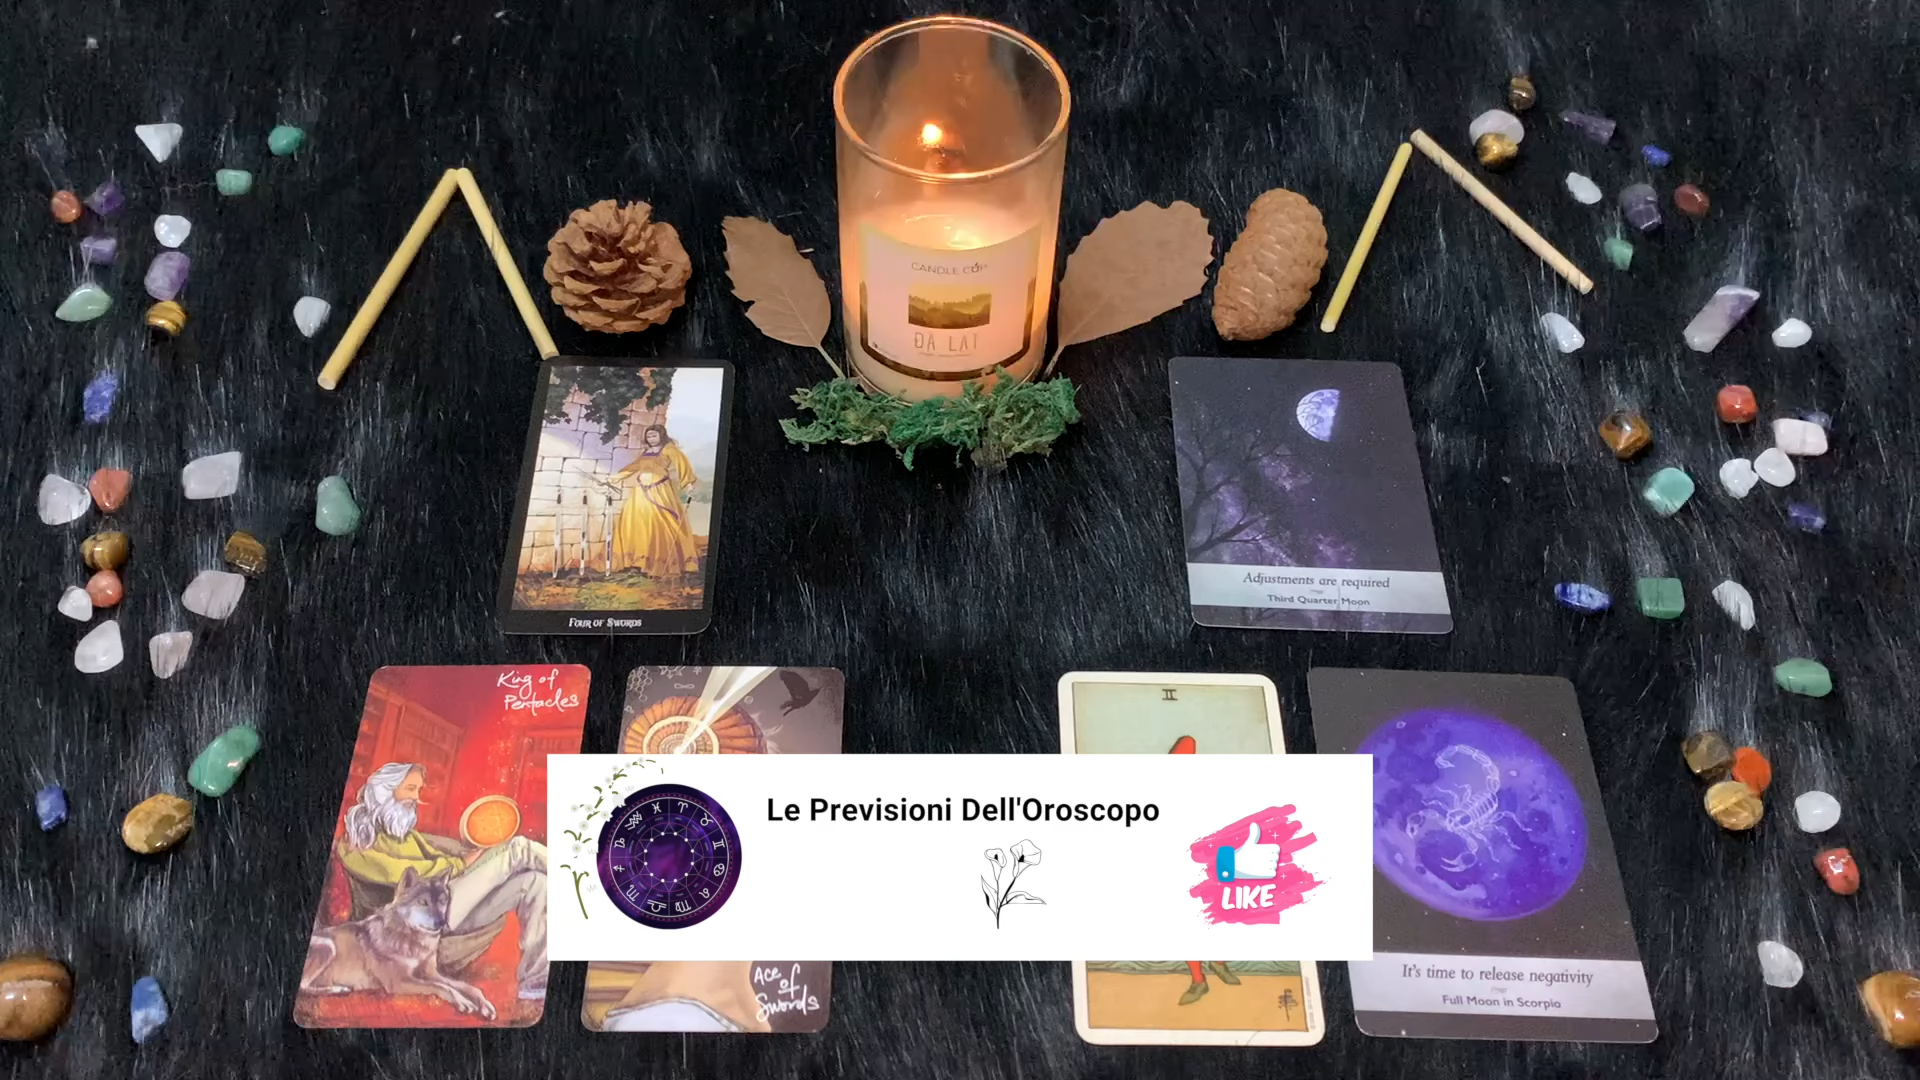 CANDLE CUP
ĐÀ LẠT
FOUR OF SWORDS
Adjustments are required
Third Quarter Moon
King of
Pentacles
II
Le Previsioni Dell'Oroscopo
LIKE
Ace
of
Swords
It's time to release negativity
Full Moon in Scorpio